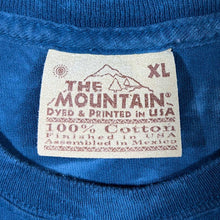 XL
THE
MOUNTAIN®
DYED & PRINTED IN USA
100% Cotton
Finished in USA
Assembled in Mexico